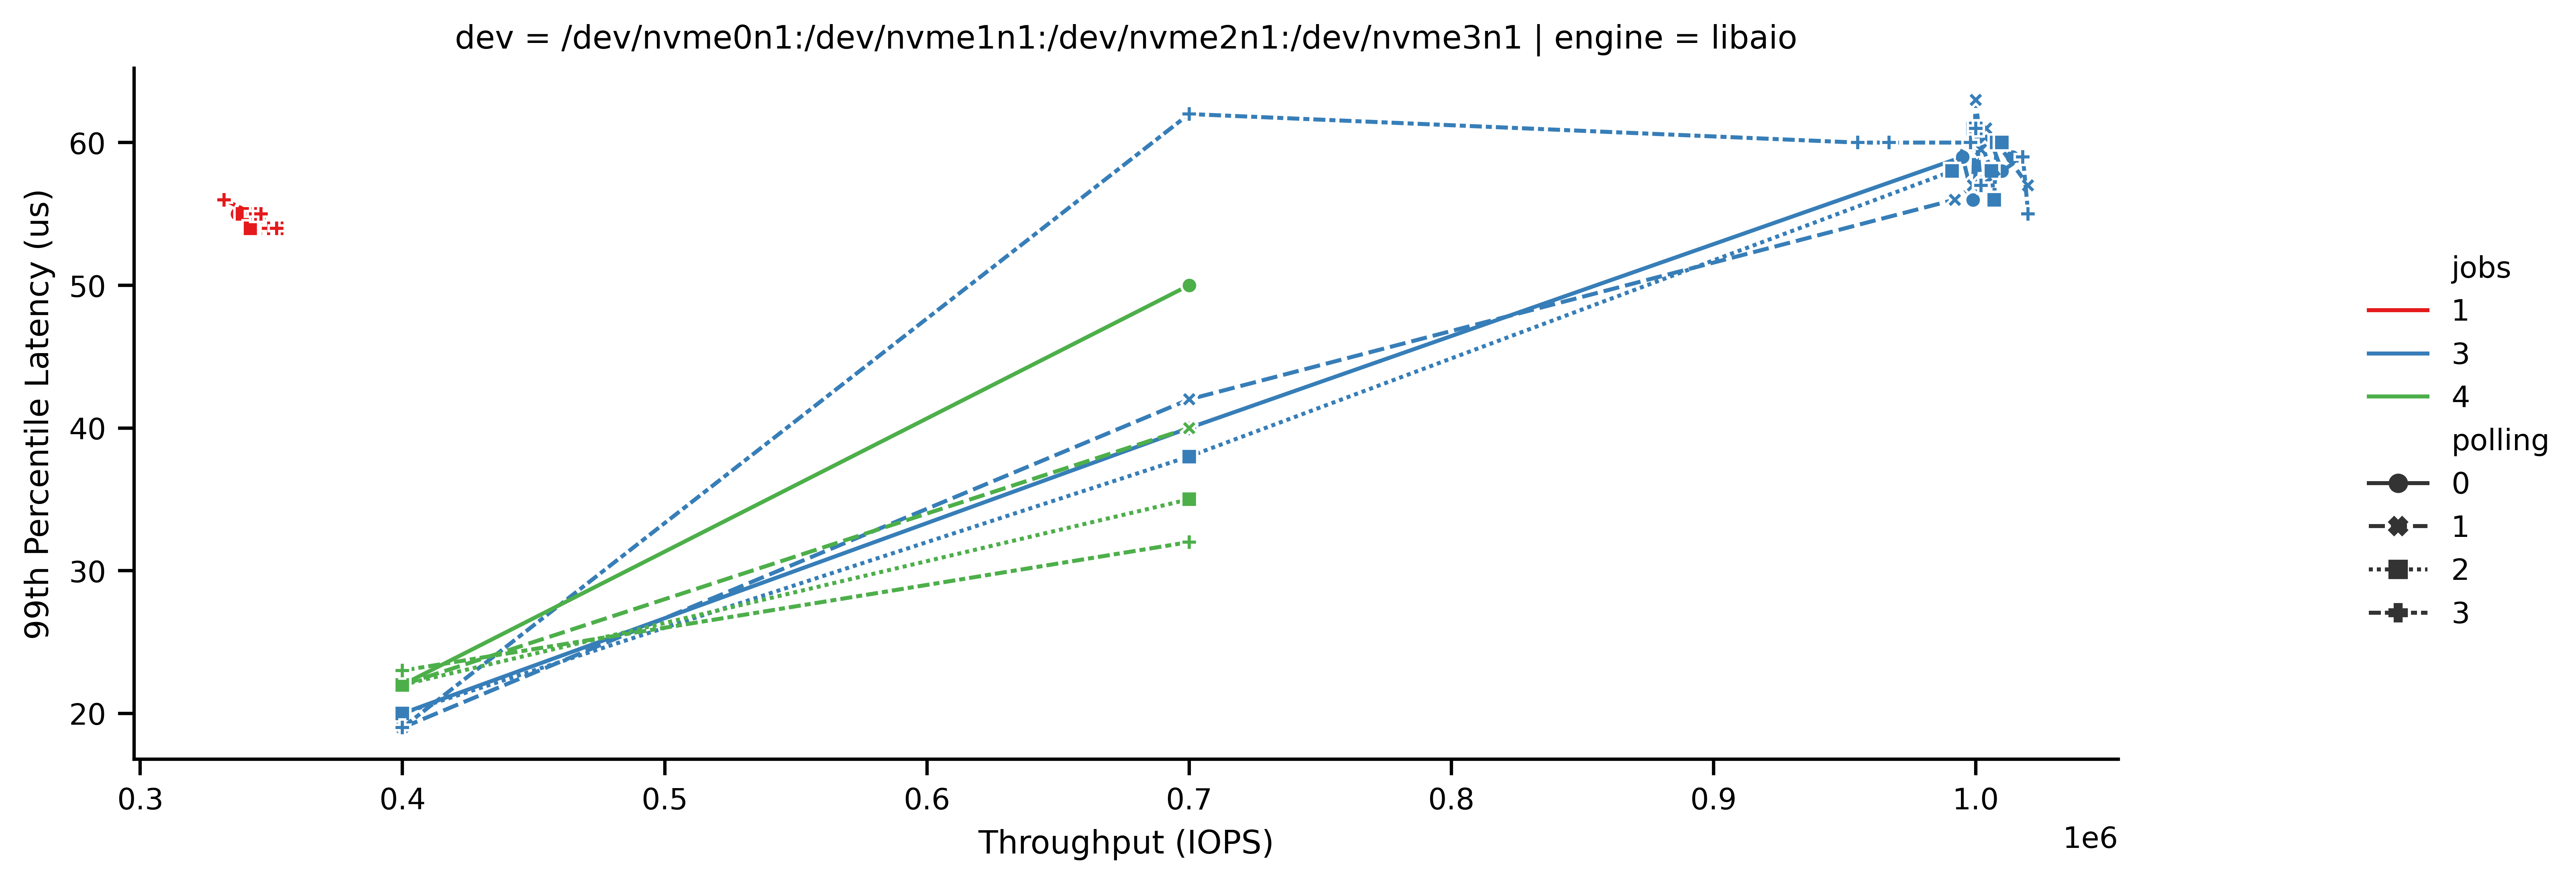 dev = /dev/nvme0n1:/dev/nvme1n1:/dev/nvme2n1:/dev/nvme3n1 | engine = libaio
99th Percentile Latency (us)
60
50
40
30
20
0.3 0.4 0.5 0.6 0.7 0.8 0.9 1.0
1e6
Throughput (IOPS)
jobs
1
3
4
polling
0
1
2
3